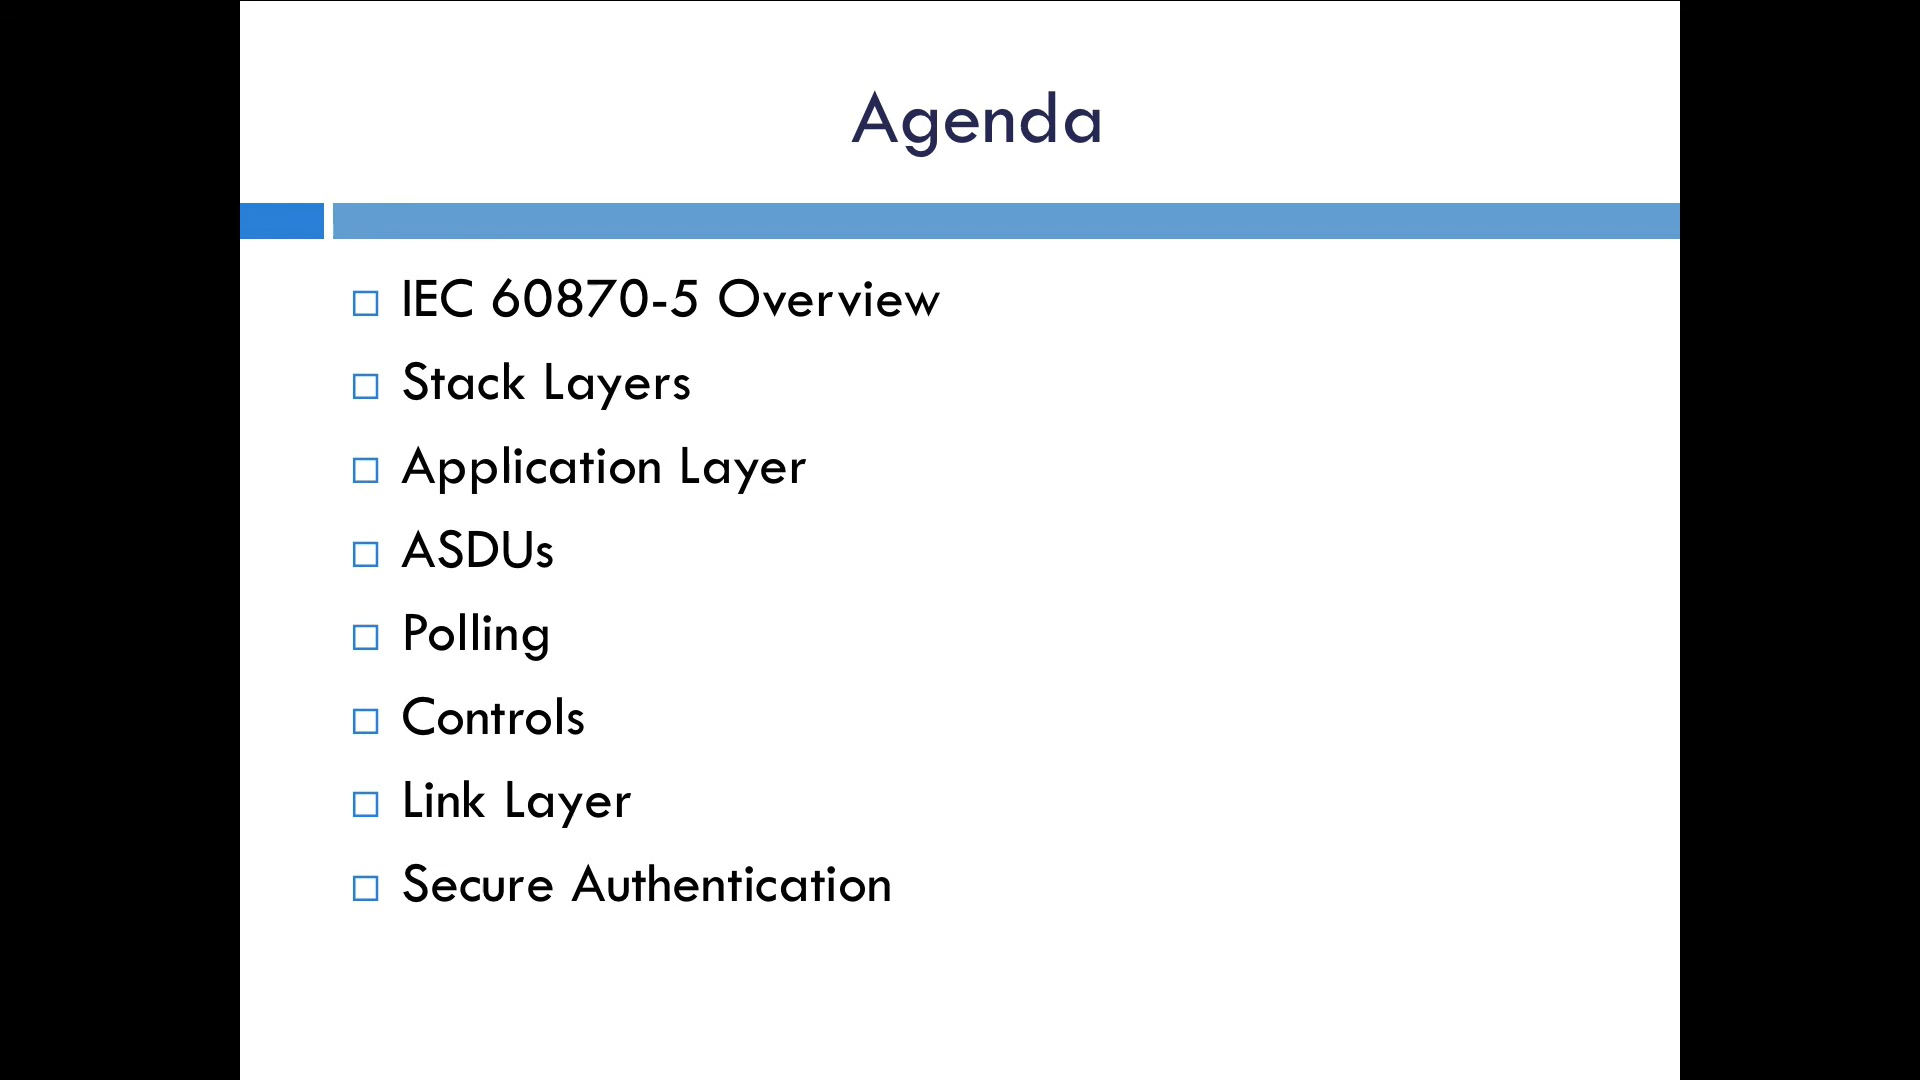 Agenda
IEC 60870-5 Overview
Stack Layers
Application Layer
ASDUs
Polling
Controls
Link Layer
Secure Authentication